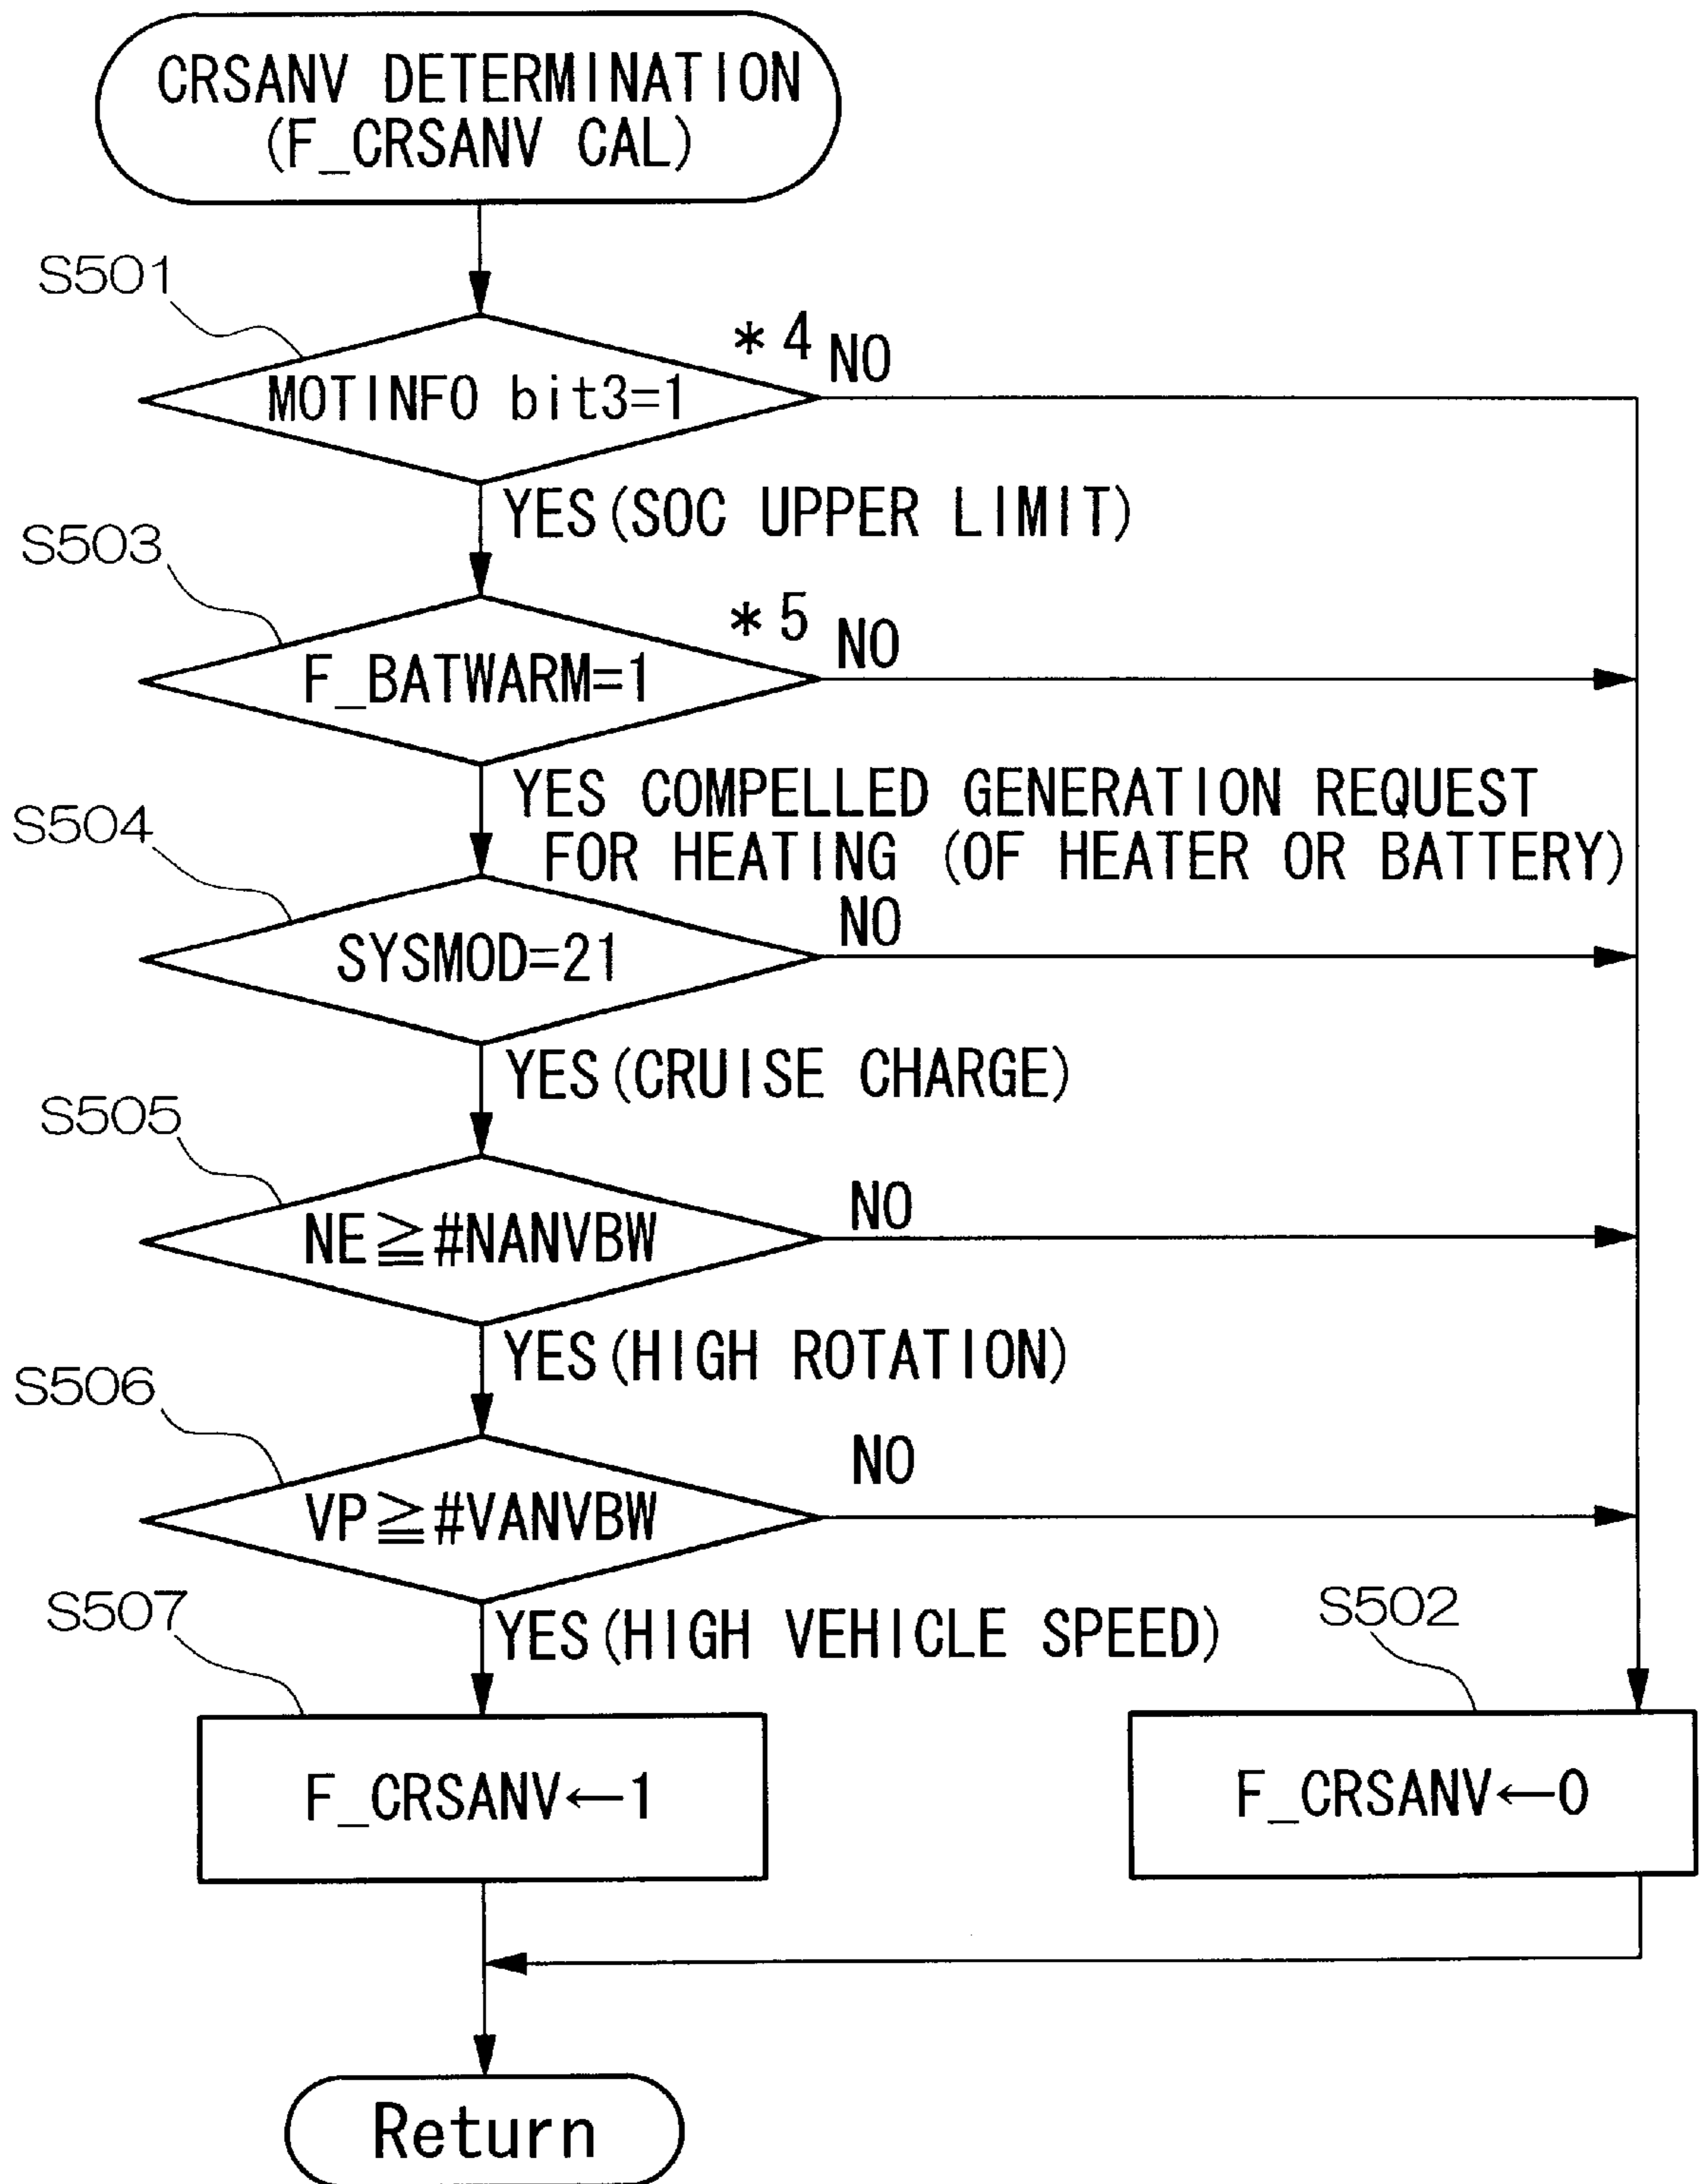 CRSANV DETERMINATION
(F_CRSANV CAL)
S501
*4 NO
MOTINFO bit3=1
YES(SOC UPPER LIMIT)
S503
*5 NO
F_BATWARM=1
YES COMPELLED GENERATION REQUEST
FOR HEATING (OF HEATER OR BATTERY)
S504
NO
SYSMOD=21
YES(CRUISE CHARGE)
S505
NO
NE≧#NANVBW
YES(HIGH ROTATION)
S506
NO
VP≧#VANVBW
YES(HIGH VEHICLE SPEED)
S507
S502
F_CRSANV←1
F_CRSANV←0
Return